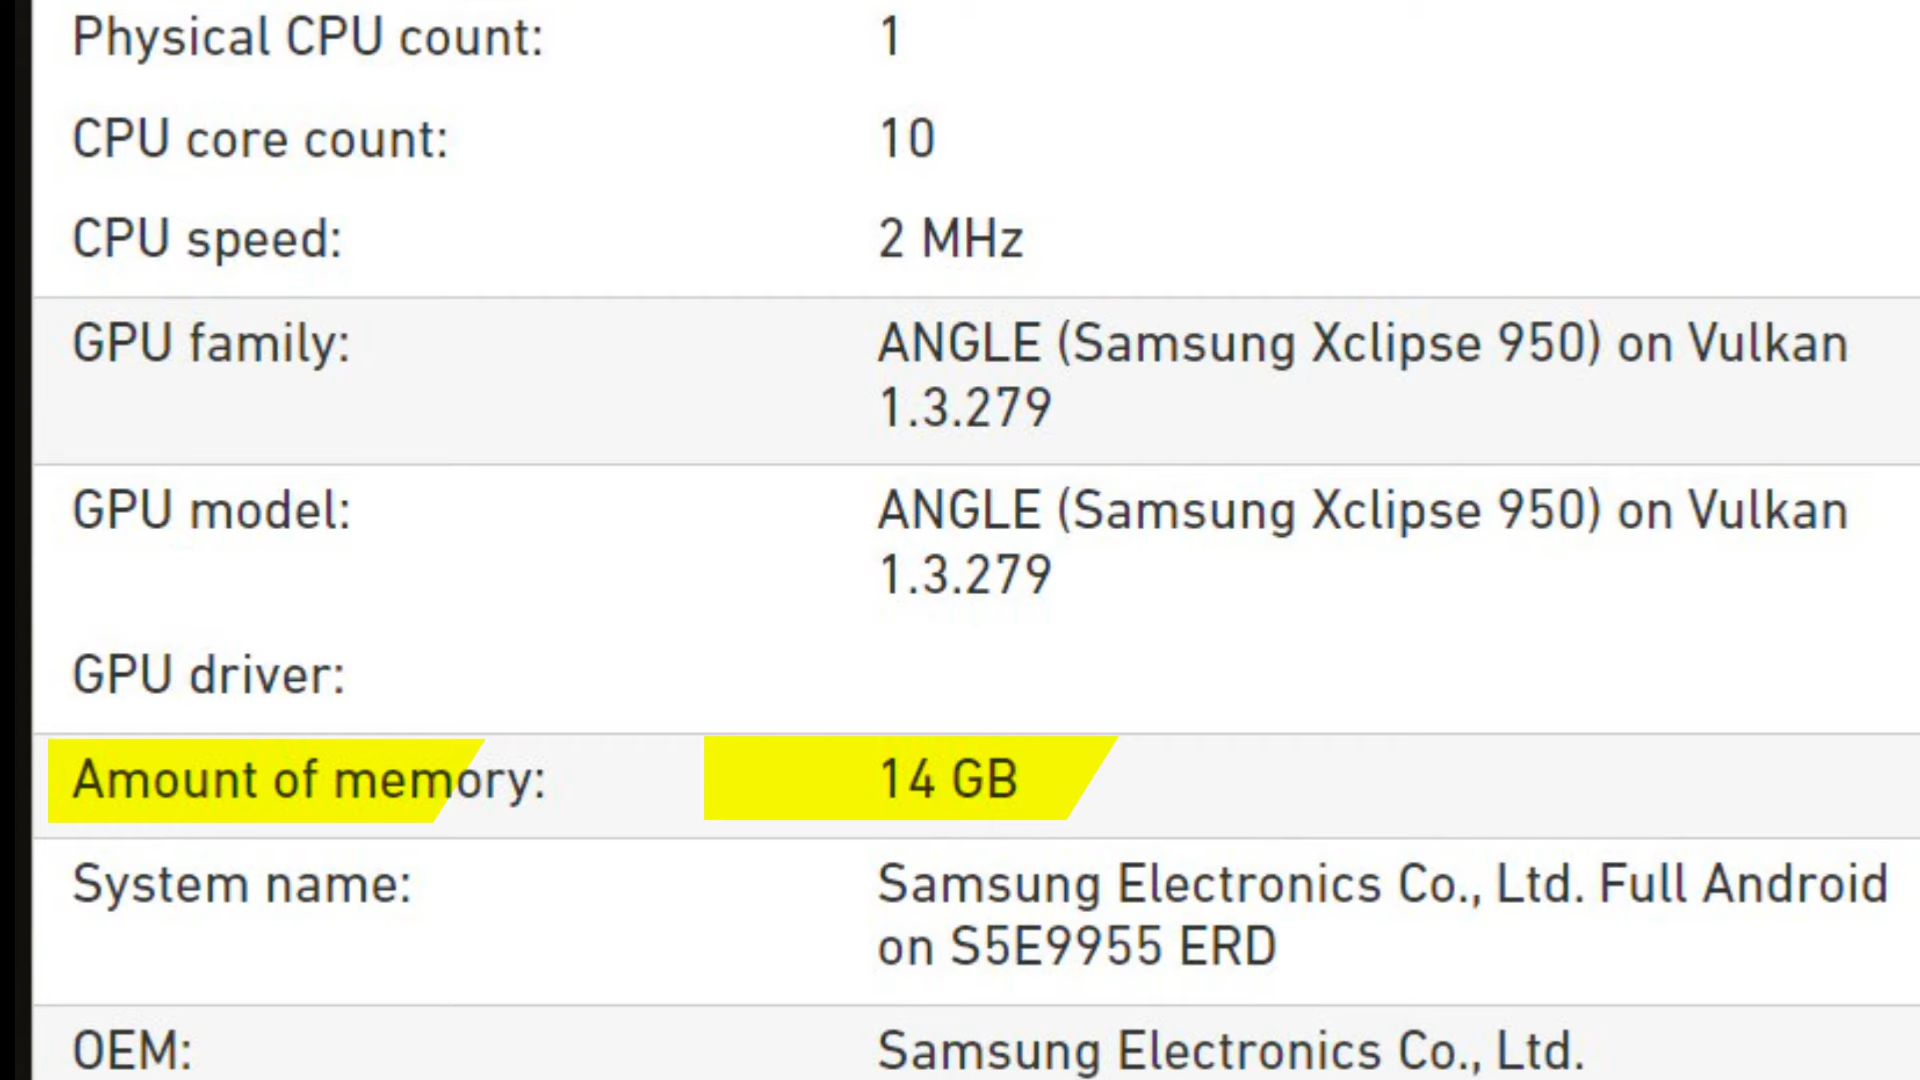 Physical CPU count: 1
CPU core count: 10
CPU speed: 2 MHz
GPU family: ANGLE (Samsung Xclipse 950) on Vulkan
1.3.279
GPU model: ANGLE (Samsung Xclipse 950) on Vulkan
1.3.279
GPU driver:
Amount of memory: 14 GB
System name: Samsung Electronics Co., Ltd. Full Android
on S5E9955 ERD
OEM: Samsung Electronics Co., Ltd.